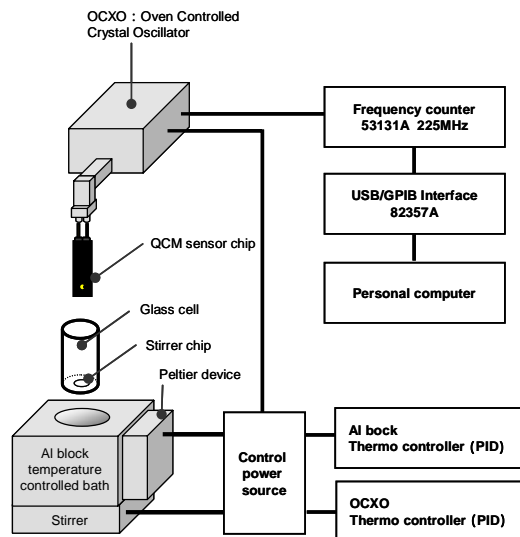 OCXO : Oven Controlled
Crystal Oscillator
Frequency counter
53131A 225MHz
USB/GPIB Interface
82357A
QCM sensor chip
Personal computer
Glass cell
Stirrer chip
Peltier device
Al block
temperature
controlled bath
Stirrer
Control
power
source
Al bock
Thermo controller (PID)
OCXO
Thermo controller (PID)